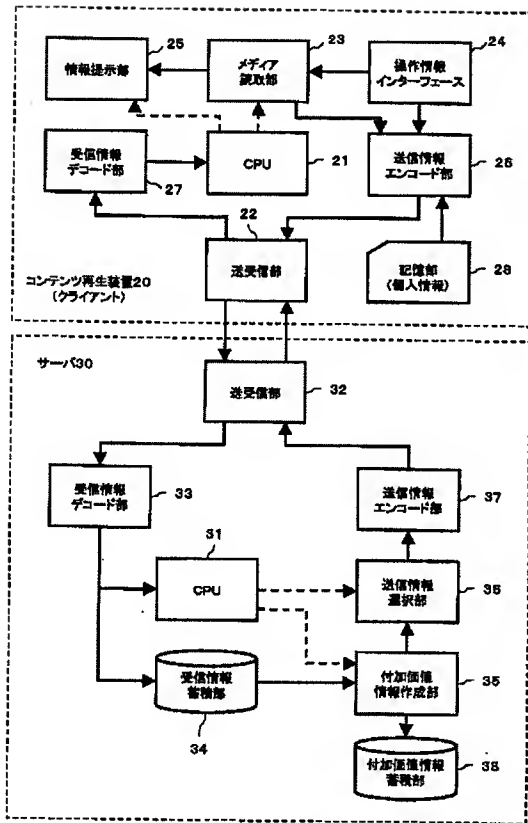 25
23
24
情報提示部
メディア
読取部
操作情報
インターフェース
受信情報
デコード部
27
CPU
21
送信情報
エンコード部
26
22
送受信部
記憶部
(個人情報)
28
コンテンツ再生装置20
(クライアント)
サーバ30
送受信部
32
受信情報
デコード部
33
送信情報
エンコード部
37
31
CPU
送信情報
選択部
36
受信情報
蓄積部
34
付加価値
情報作成部
35
付加価値情報
蓄積部
38